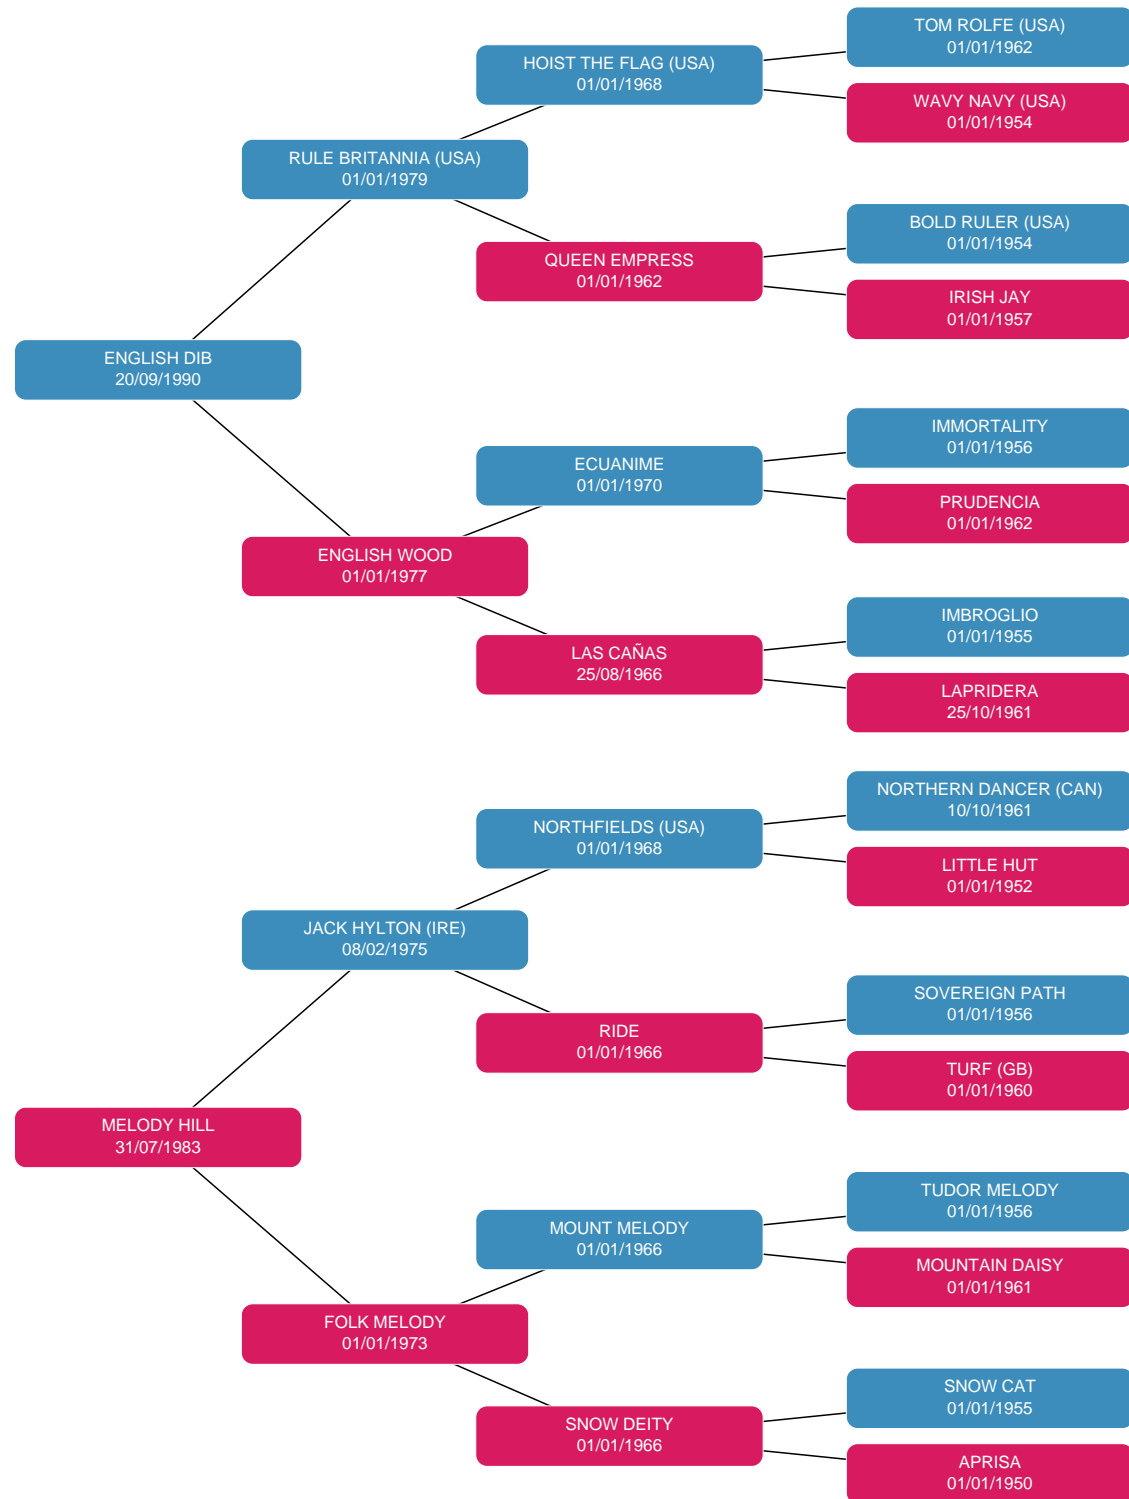 TOM ROLFE (USA)
01/01/1962
HOIST THE FLAG (USA)
01/01/1968
WAVY NAVY (USA)
01/01/1954
RULE BRITANNIA (USA)
01/01/1979
BOLD RULER (USA)
01/01/1954
QUEEN EMPRESS
01/01/1962
IRISH JAY
01/01/1957
ENGLISH DIB
20/09/1990
IMMORTALITY
01/01/1956
ECUANIME
01/01/1970
PRUDENCIA
01/01/1962
ENGLISH WOOD
01/01/1977
IMBROGLIO
01/01/1955
LAS CAÑAS
25/08/1966
LAPRIDERA
25/10/1961
NORTHERN DANCER (CAN)
10/10/1961
NORTHFIELDS (USA)
01/01/1968
LITTLE HUT
01/01/1952
JACK HYLTON (IRE)
08/02/1975
SOVEREIGN PATH
01/01/1956
RIDE
01/01/1966
TURF (GB)
01/01/1960
MELODY HILL
31/07/1983
TUDOR MELODY
01/01/1956
MOUNT MELODY
01/01/1966
MOUNTAIN DAISY
01/01/1961
FOLK MELODY
01/01/1973
SNOW CAT
01/01/1955
SNOW DEITY
01/01/1966
APRISA
01/01/1950